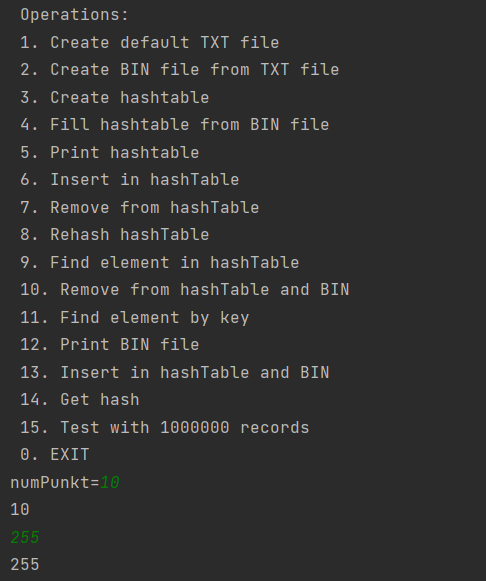 Operations:
1. Create default TXT file
2. Create BIN file from TXT file
3. Create hashtable
4. Fill hashtable from BIN file
5. Print hashtable
6. Insert in hashTable
7. Remove from hashTable
8. Rehash hashTable
9. Find element in hashTable
10. Remove from hashTable and BIN
11. Find element by key
12. Print BIN file
13. Insert in hashTable and BIN
14. Get hash
15. Test with 1000000 records
0. EXIT
numPunkt=10
10
255
255